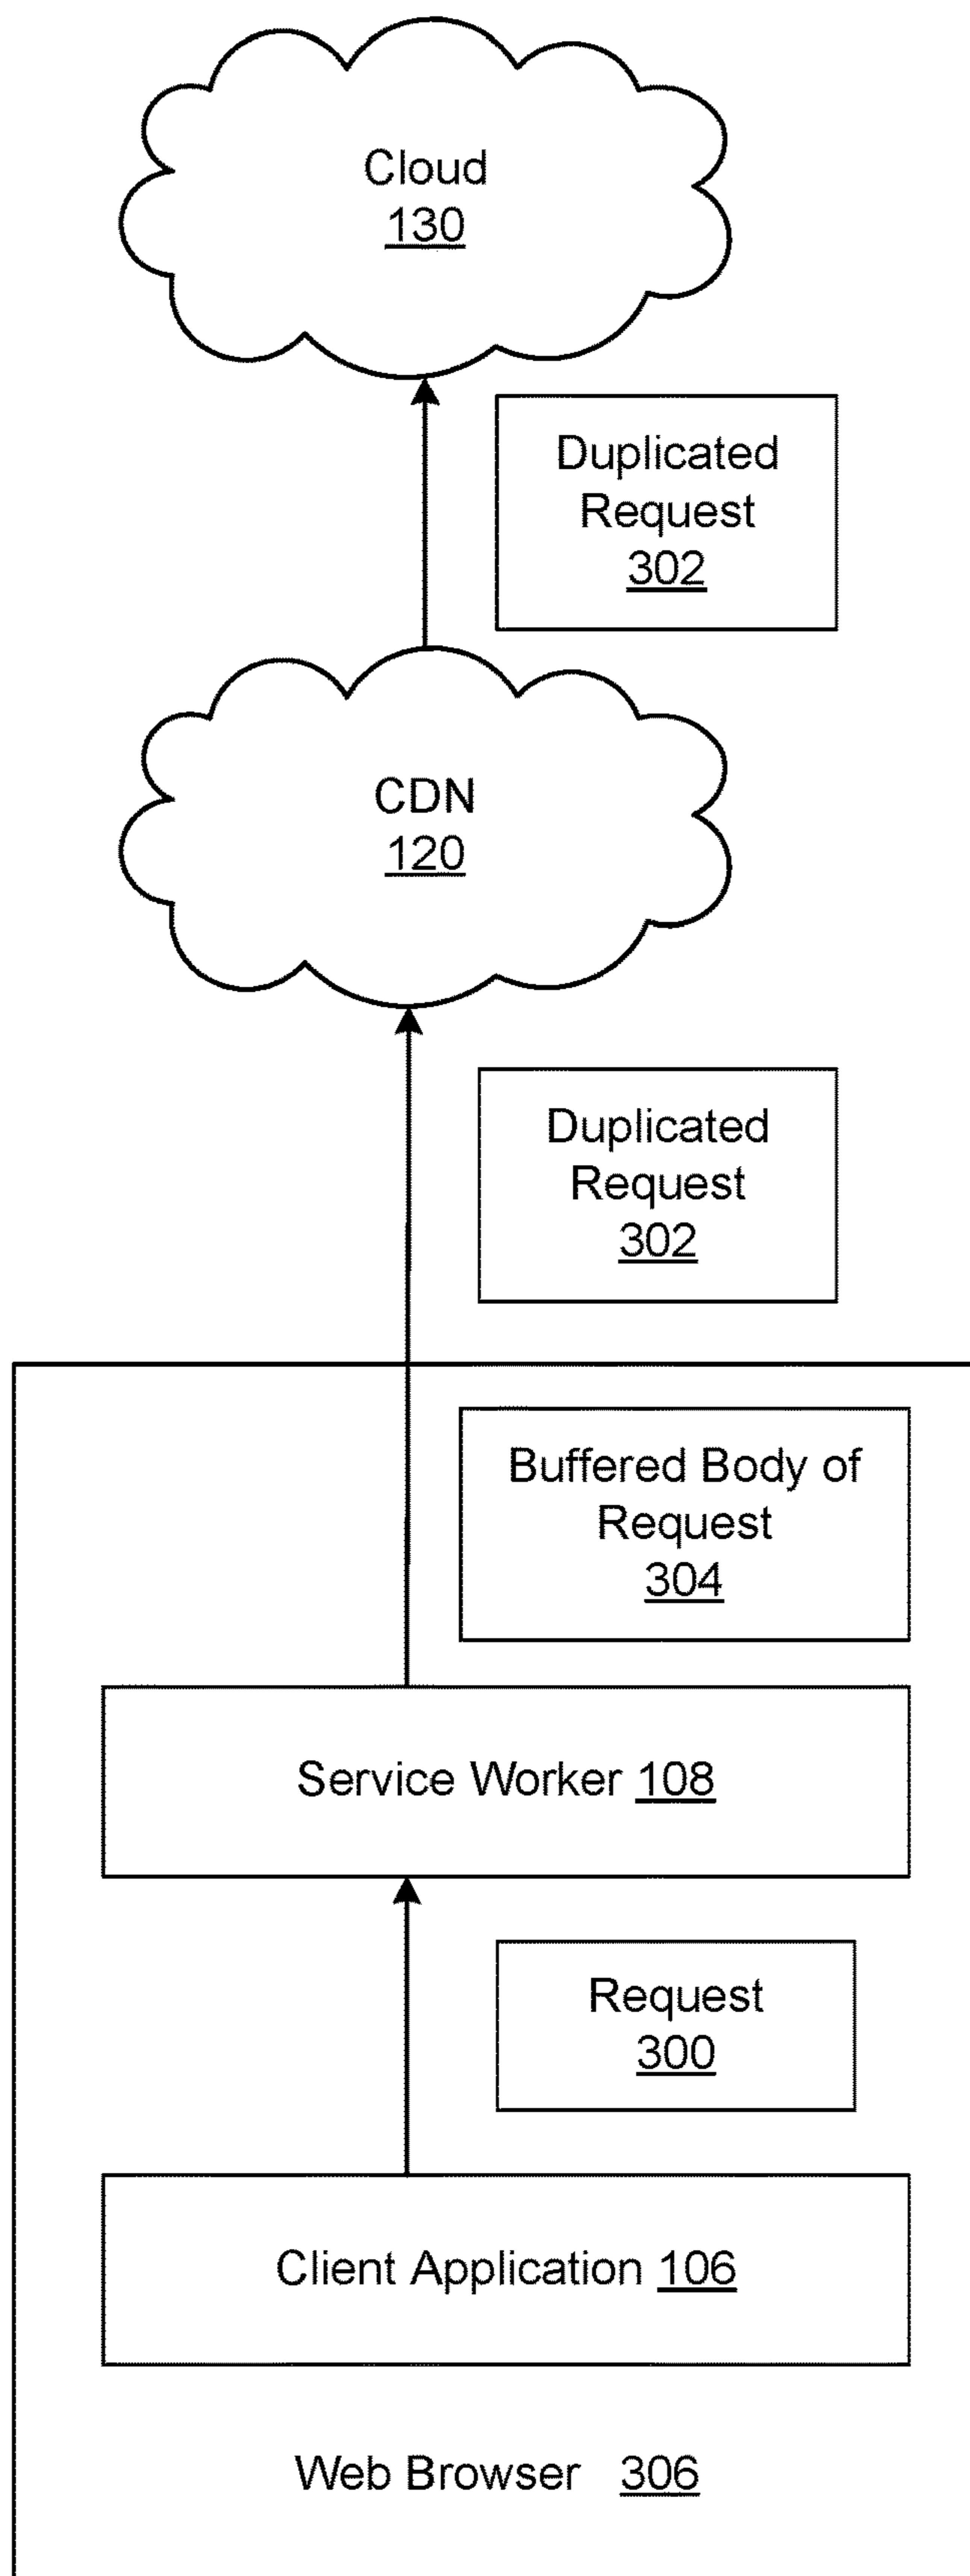 Cloud
130
Duplicated
Request
302
CDN
120
Duplicated
Request
302
Buffered Body of
Request
304
Service Worker 108
Request
300
Client Application 106
Web Browser 306